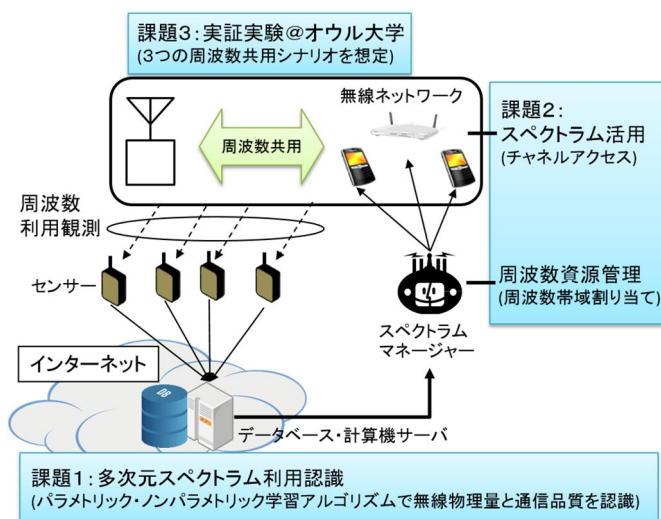 課題3：実証実験@オウル大学
(3つの周波数共用シナリオを想定)
無線ネットワーク
周波数共用
課題2：
スペクトラム活用
(チャネルアクセス)
周波数
利用観測
センサー
周波数資源管理
(周波数帯域割り当て)
スペクトラム
マネージャー
インターネット
DB
データベース・計算機サーバ
課題1：多次元スペクトラム利用認識
(パラメトリック・ノンパラメトリック学習アルゴリズムで無線物理量と通信品質を認識)